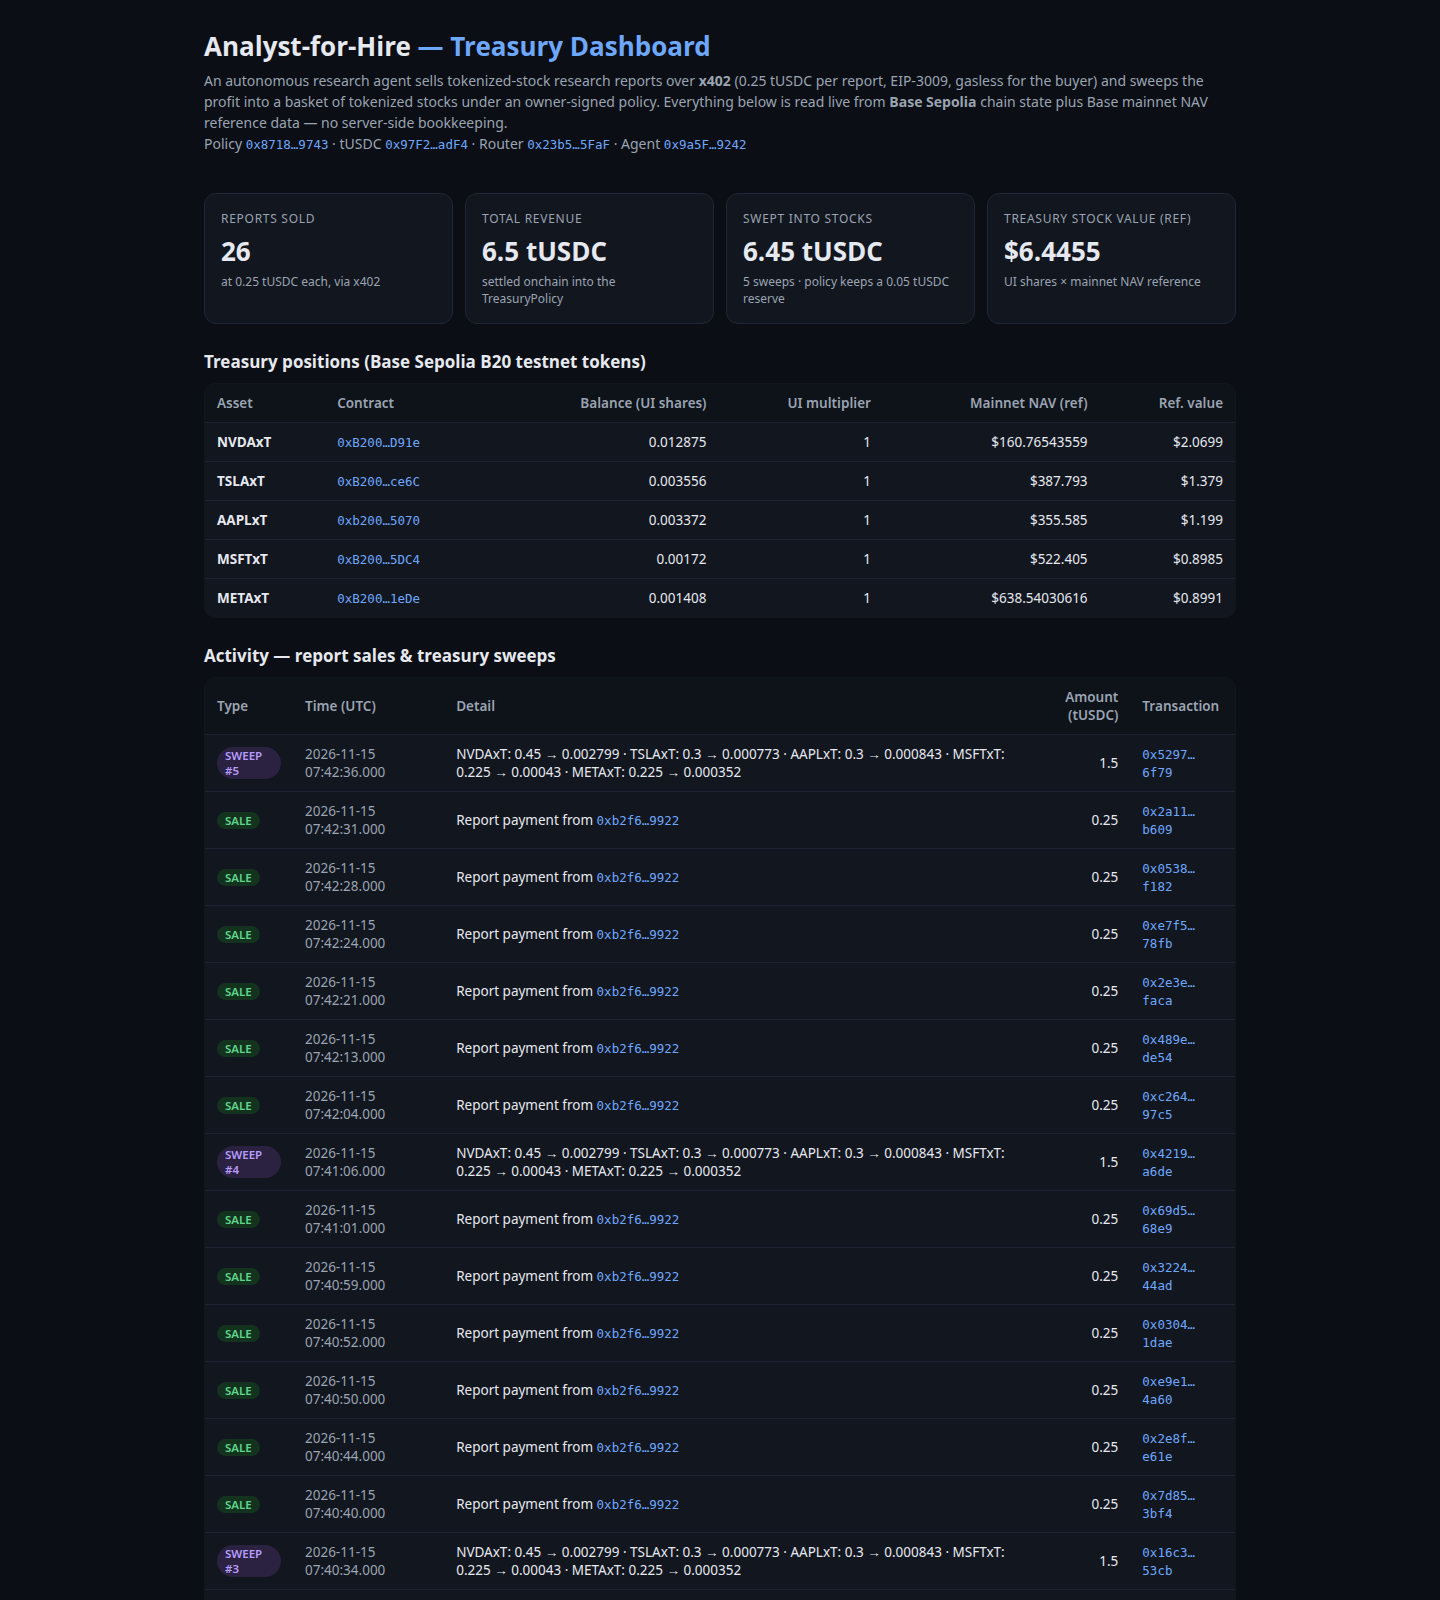 Analyst-for-Hire — Treasury Dashboard
An autonomous research agent sells tokenized-stock research reports over x402 (0.25 tUSDC per report, EIP-3009, gasless for the buyer) and sweeps the
profit into a basket of tokenized stocks under an owner-signed policy. Everything below is read live from Base Sepolia chain state plus Base mainnet NAV
reference data — no server-side bookkeeping.
Policy 0x8718…9743 · tUSDC 0x97F2…adF4 · Router 0x23b5…5FaF · Agent 0x9a5F…9242
REPORTS SOLD
26
at 0.25 tUSDC each, via x402
TOTAL REVENUE
6.5 tUSDC
settled onchain into the
TreasuryPolicy
SWEPT INTO STOCKS
6.45 tUSDC
5 sweeps · policy keeps a 0.05 tUSDC
reserve
TREASURY STOCK VALUE (REF)
$6.4455
UI shares × mainnet NAV reference
Treasury positions (Base Sepolia B20 testnet tokens)
Asset Contract Balance (UI shares) UI multiplier Mainnet NAV (ref) Ref. value
NVDAxT 0xB200…D91e 0.012875 1 $160.76543559 $2.0699
TSLAxT 0xB200…ce6C 0.003556 1 $387.793 $1.379
AAPLxT 0xb200…5070 0.003372 1 $355.585 $1.199
MSFTxT 0xB200…5DC4 0.00172 1 $522.405 $0.8985
METAxT 0xB200…1eDe 0.001408 1 $638.54030616 $0.8991
Activity — report sales & treasury sweeps
Type Time (UTC) Detail Amount (tUSDC) Transaction
SWEEP #5 2026-11-15 07:42:36.000 NVDAxT: 0.45 → 0.002799 · TSLAxT: 0.3 → 0.000773 · AAPLxT: 0.3 → 0.000843 · MSFTxT: 0.225 → 0.00043 · METAxT: 0.225 → 0.000352 1.5 0x5297…6f79
SALE 2026-11-15 07:42:31.000 Report payment from 0xb2f6…9922 0.25 0x2a11…b609
SALE 2026-11-15 07:42:28.000 Report payment from 0xb2f6…9922 0.25 0x0538…f182
SALE 2026-11-15 07:42:24.000 Report payment from 0xb2f6…9922 0.25 0xe7f5…78fb
SALE 2026-11-15 07:42:21.000 Report payment from 0xb2f6…9922 0.25 0x2e3e…faca
SALE 2026-11-15 07:42:13.000 Report payment from 0xb2f6…9922 0.25 0x489e…de54
SALE 2026-11-15 07:42:04.000 Report payment from 0xb2f6…9922 0.25 0xc264…97c5
SWEEP #4 2026-11-15 07:41:06.000 NVDAxT: 0.45 → 0.002799 · TSLAxT: 0.3 → 0.000773 · AAPLxT: 0.3 → 0.000843 · MSFTxT: 0.225 → 0.00043 · METAxT: 0.225 → 0.000352 1.5 0x4219…a6de
SALE 2026-11-15 07:41:01.000 Report payment from 0xb2f6…9922 0.25 0x69d5…68e9
SALE 2026-11-15 07:40:59.000 Report payment from 0xb2f6…9922 0.25 0x3224…44ad
SALE 2026-11-15 07:40:52.000 Report payment from 0xb2f6…9922 0.25 0x0304…1dae
SALE 2026-11-15 07:40:50.000 Report payment from 0xb2f6…9922 0.25 0xe9e1…4a60
SALE 2026-11-15 07:40:44.000 Report payment from 0xb2f6…9922 0.25 0x2e8f…e61e
SALE 2026-11-15 07:40:40.000 Report payment from 0xb2f6…9922 0.25 0x7d85…3bf4
SWEEP #3 2026-11-15 07:40:34.000 NVDAxT: 0.45 → 0.002799 · TSLAxT: 0.3 → 0.000773 · AAPLxT: 0.3 → 0.000843 · MSFTxT: 0.225 → 0.00043 · METAxT: 0.225 → 0.000352 1.5 0x16c3…53cb